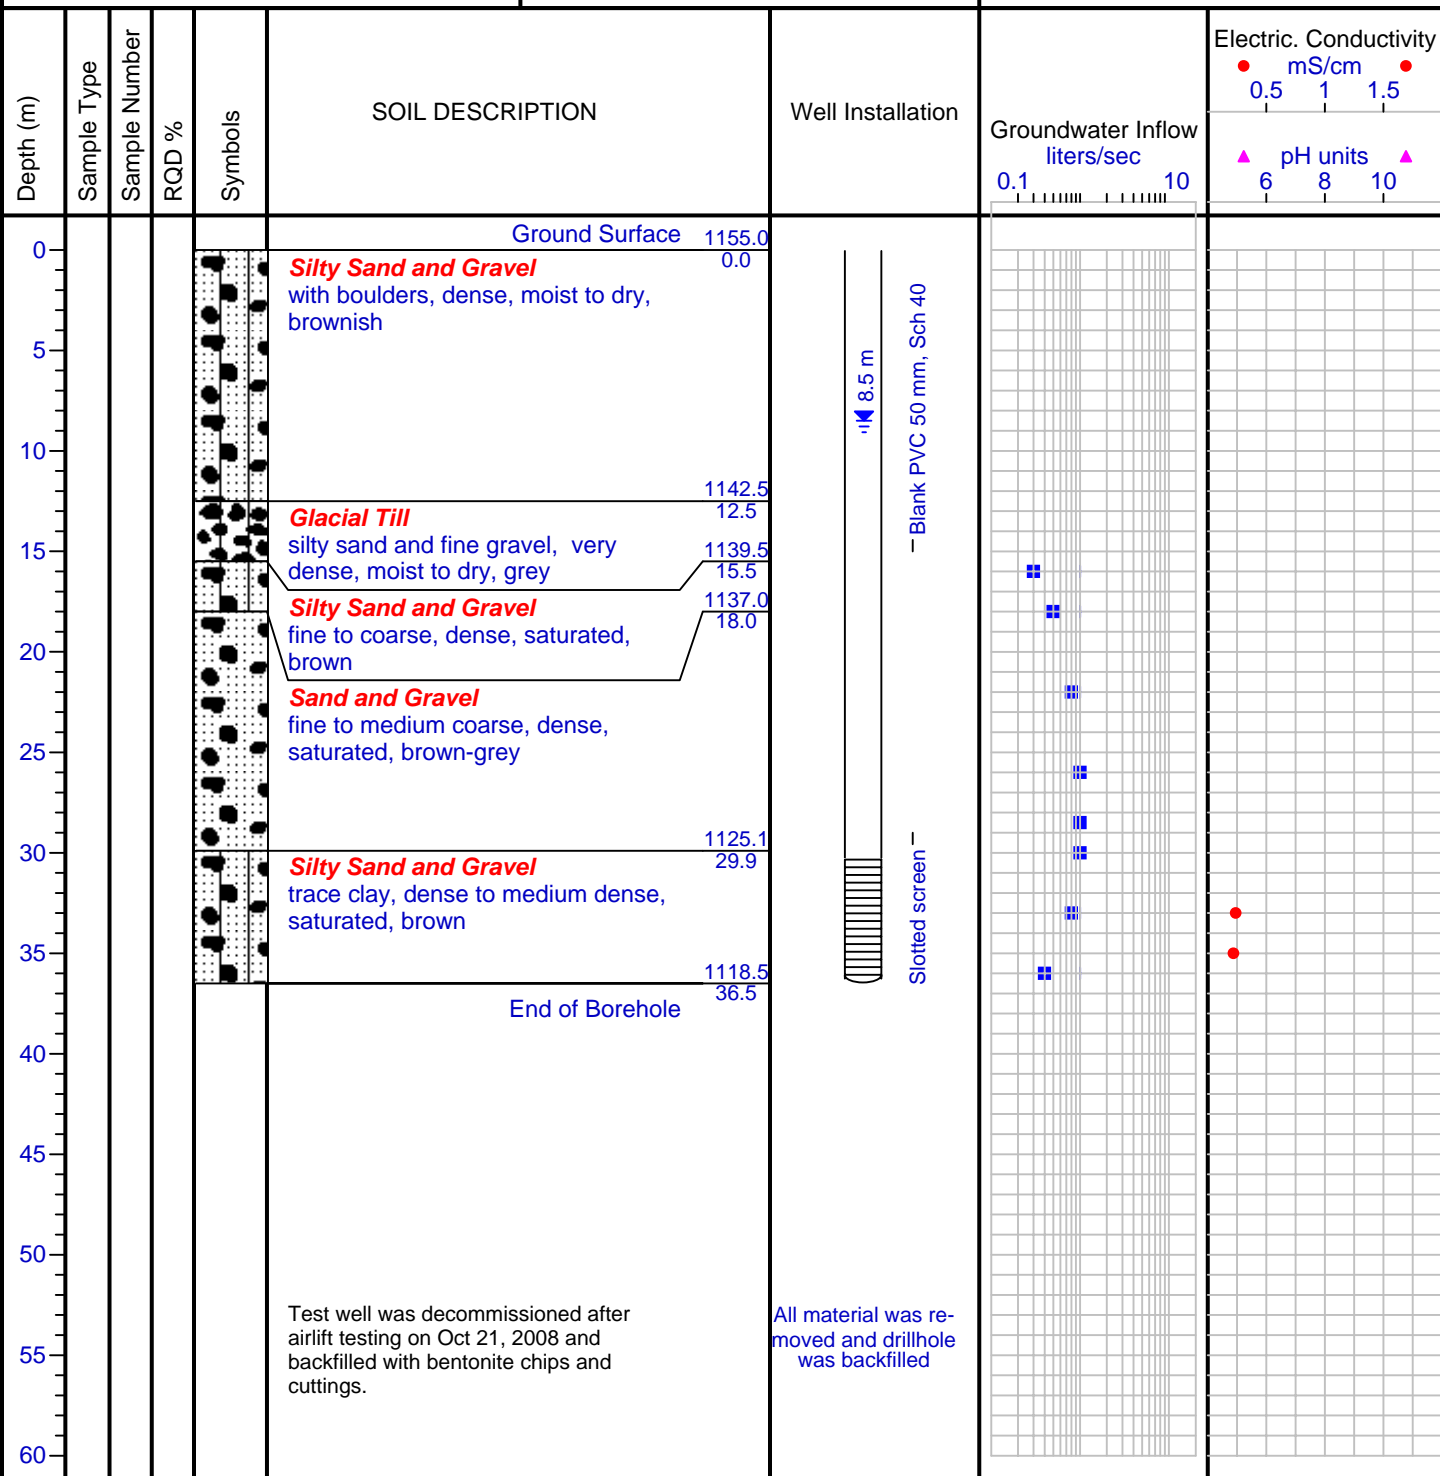 Depth (m)
Sample Type
Sample Number
RQD %
Symbols
SOIL DESCRIPTION
Well Installation
Groundwater Inflow
liters/sec
0.1 10
Electric. Conductivity
mS/cm
0.5 1 1.5
pH units
6 8 10
Ground Surface 1155.0
0
0.0
Silty Sand and Gravel
with boulders, dense, moist to dry,
brownish
5
10
1142.5
12.5
Glacial Till
silty sand and fine gravel, very
dense, moist to dry, grey
15
1139.5
15.5
Silty Sand and Gravel
fine to coarse, dense, saturated,
brown
1137.0
18.0
20
Sand and Gravel
fine to medium coarse, dense,
saturated, brown-grey
25
1125.1
30
29.9
Silty Sand and Gravel
trace clay, dense to medium dense,
saturated, brown
35
1118.5
36.5
End of Borehole
8.5 m
Blank PVC 50 mm, Sch 40
Slotted screen
40
45
50
55
60
Test well was decommissioned after
airlift testing on Oct 21, 2008 and
backfilled with bentonite chips and
cuttings.
All material was re-
moved and drillhole
was backfilled